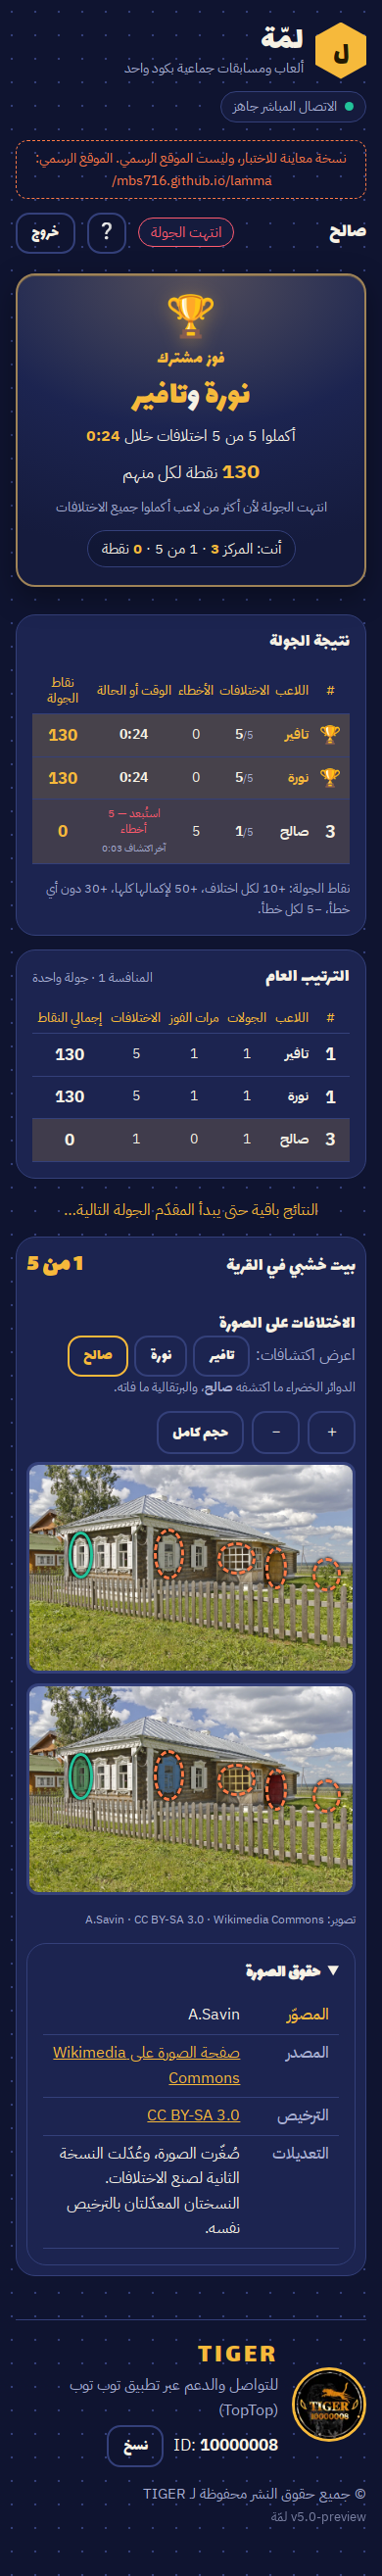 ل
لمّة
ألعاب ومسابقات جماعية بكود واحد
الاتصال المباشر جاهز
نسخة معاينة للاختبار، وليست الموقع الرسمي. الموقع الرسمي:
mbs716.github.io/lamma/
صالح
انتهت الجولة
?
خروج
فوز مشترك
نورة وتافير
أكملوا 5 من 5 اختلافات خلال 0:24
130 نقطة لكل منهم
انتهت الجولة لأن أكثر من لاعب أكملوا جميع الاختلافات
أنت: المركز 3 · 1 من 5 · 0 نقطة
نتيجة الجولة
# اللاعب الاختلافات الأخطاء الوقت أو الحالة نقاط الجولة
تافير 5/5 0 0:24 130
نورة 5/5 0 0:24 130
3 صالح 1/5 5 استُبعد — 5 أخطاء 0
آخر اكتشاف 0:03
نقاط الجولة: +10 لكل اختلاف، +50 لإكمالها كلها، +30 دون أي
خطأ، −5 لكل خطأ.
الترتيب العام
المنافسة 1 · جولة واحدة
# اللاعب الجولات مرات الفوز الاختلافات إجمالي النقاط
1 تافير 1 1 5 130
1 نورة 1 1 5 130
3 صالح 1 0 1 0
النتائج باقية حتى يبدأ المقدّم الجولة التالية...
بيت خشبي في القرية
1 من 5
الاختلافات على الصورة
اعرض اكتشافات: تافير نورة صالح
الدوائر الخضراء ما اكتشفه صالح، والبرتقالية ما فاته.
+ − حجم كامل
تصوير: A.Savin · CC BY-SA 3.0 · Wikimedia Commons
▼ حقوق الصورة
المصوّر A.Savin
المصدر صفحة الصورة على Wikimedia
Commons
الترخيص CC BY-SA 3.0
التعديلات صُغّرت الصورة، وعُدّلت النسخة
الثانية لصنع الاختلافات.
النسختان المعدّلتان بالترخيص
نفسه.
TIGER
10000008
TIGER
للتواصل والدعم عبر تطبيق توب توب
(TopTop)
ID: 10000008
نسخ
© جميع حقوق النشر محفوظة لـ TIGER
لمّة v5.0-preview